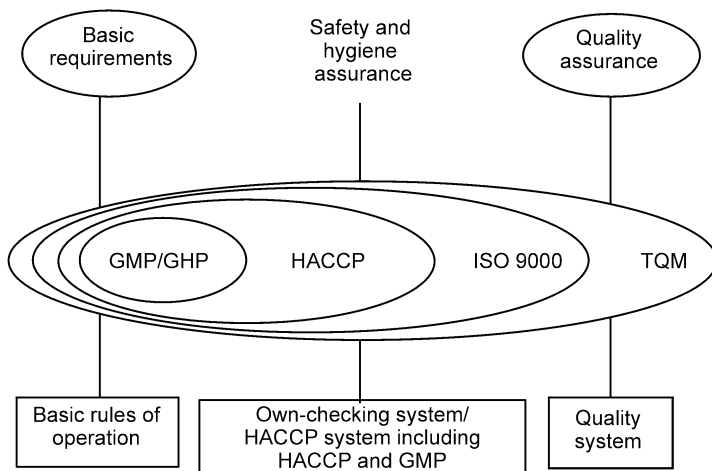 Basic
requirements
Safety and
hygiene
assurance
Quality
assurance
GMP/GHP
HACCP
ISO 9000
TQM
Basic rules of
operation
Own-checking system/
HACCP system including
HACCP and GMP
Quality
system